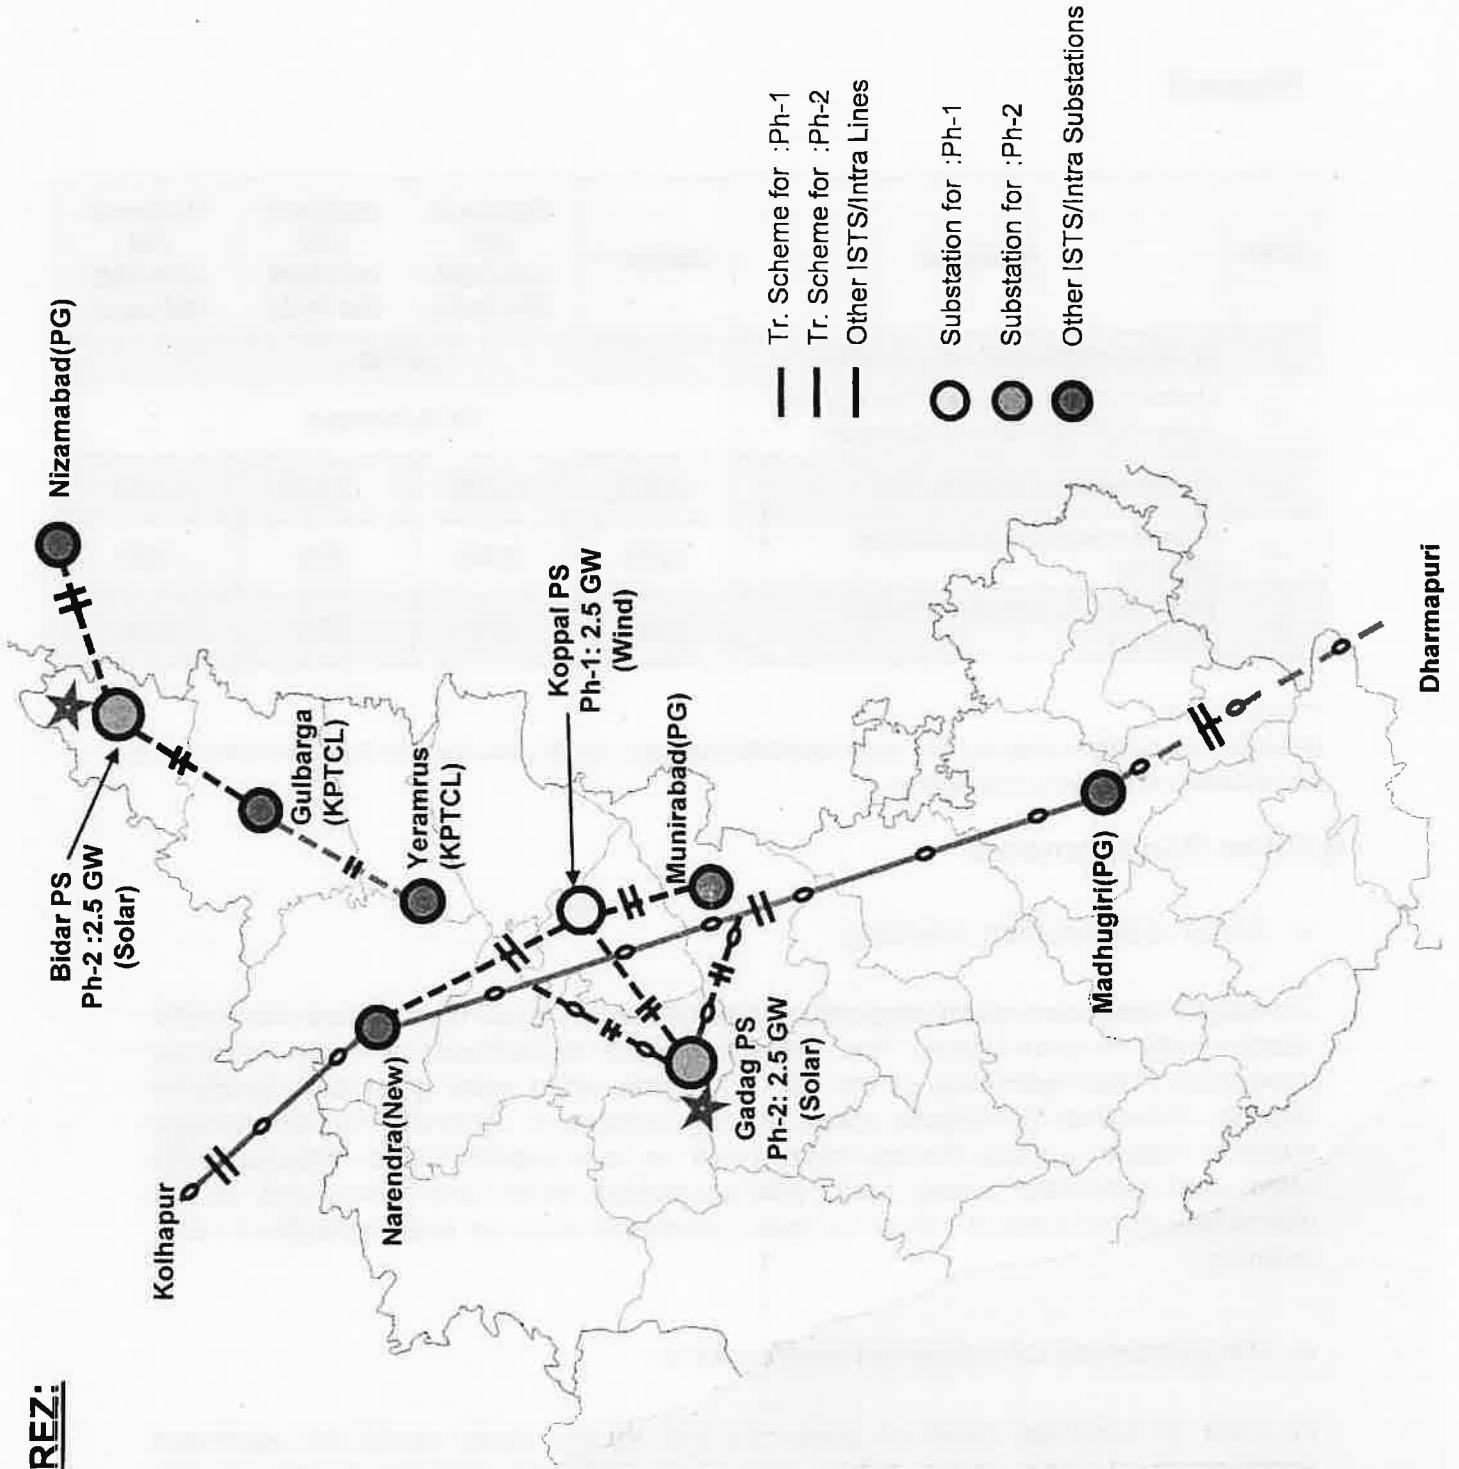 REZ:
Kolhapur
Narendra(New)
Bidar PS
Ph-2 :2.5 GW
(Solar)
Nizamabad(PG)
Gulbarga
(KPTCL)
Yeramrus
(KPTCL)
Koppal PS
Ph-1: 2.5 GW
(Wind)
Munirabad(PG)
Gadag PS
Ph-2: 2.5 GW
(Solar)
Madhugiri(PG)
Dharmapuri
Tr. Scheme for :Ph-1
Tr. Scheme for :Ph-2
Other ISTS/Intra Lines
Substation for :Ph-1
Substation for :Ph-2
Other ISTS/Intra Substations